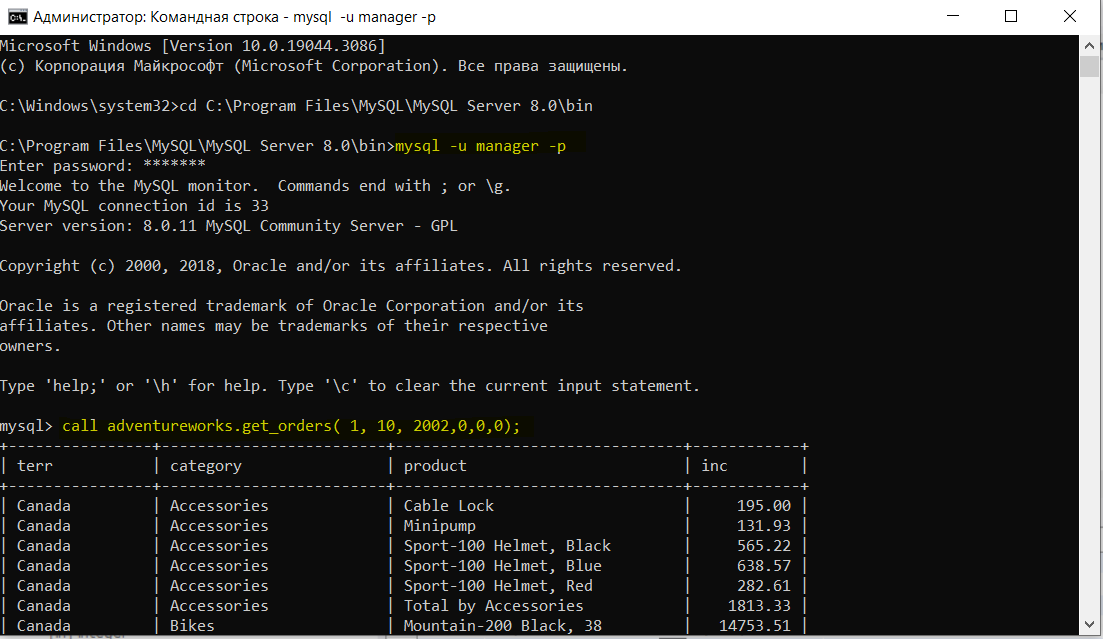 Администратор: Командная строка - mysql  -u manager -p
Microsoft Windows [Version 10.0.19044.3086]
(c) Корпорация Майкрософт (Microsoft Corporation). Все права защищены.
C:\Windows\system32>cd C:\Program Files\MySQL\MySQL Server 8.0\bin
C:\Program Files\MySQL\MySQL Server 8.0\bin>mysql -u manager -p
Enter password: *******
Welcome to the MySQL monitor.  Commands end with ; or \g.
Your MySQL connection id is 33
Server version: 8.0.11 MySQL Community Server - GPL
Copyright (c) 2000, 2018, Oracle and/or its affiliates. All rights reserved.
Oracle is a registered trademark of Oracle Corporation and/or its
affiliates. Other names may be trademarks of their respective
owners.
Type 'help;' or '\h' for help. Type '\c' to clear the current input statement.
mysql> call adventureworks.get_orders( 1, 10, 2002,0,0,0);
| terr | category | product | inc |
| Canada | Accessories | Cable Lock | 195.00 |
| Canada | Accessories | Minipump | 131.93 |
| Canada | Accessories | Sport-100 Helmet, Black | 565.22 |
| Canada | Accessories | Sport-100 Helmet, Blue | 638.57 |
| Canada | Accessories | Sport-100 Helmet, Red | 282.61 |
| Canada | Accessories | Total by Accessories | 1813.33 |
| Canada | Bikes | Mountain-200 Black, 38 | 14753.51 |